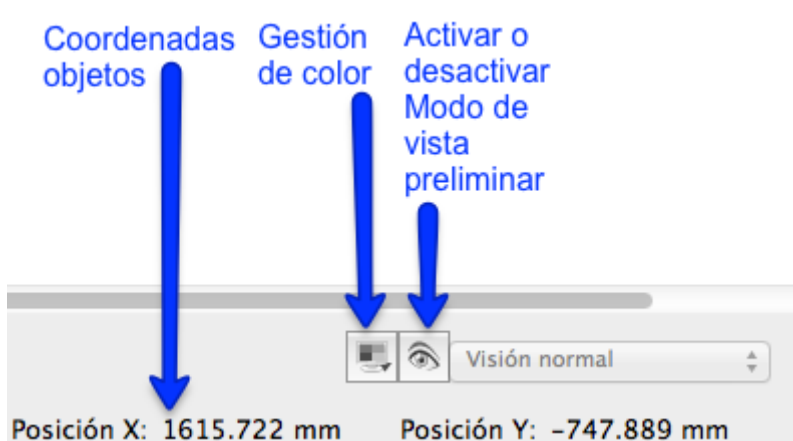 Coordenadas
objetos
Gestión
de color
Activar o
desactivar
Modo de
vista
preliminar
Visión normal
Posición X: 1615.722 mm
Posición Y: -747.889 mm